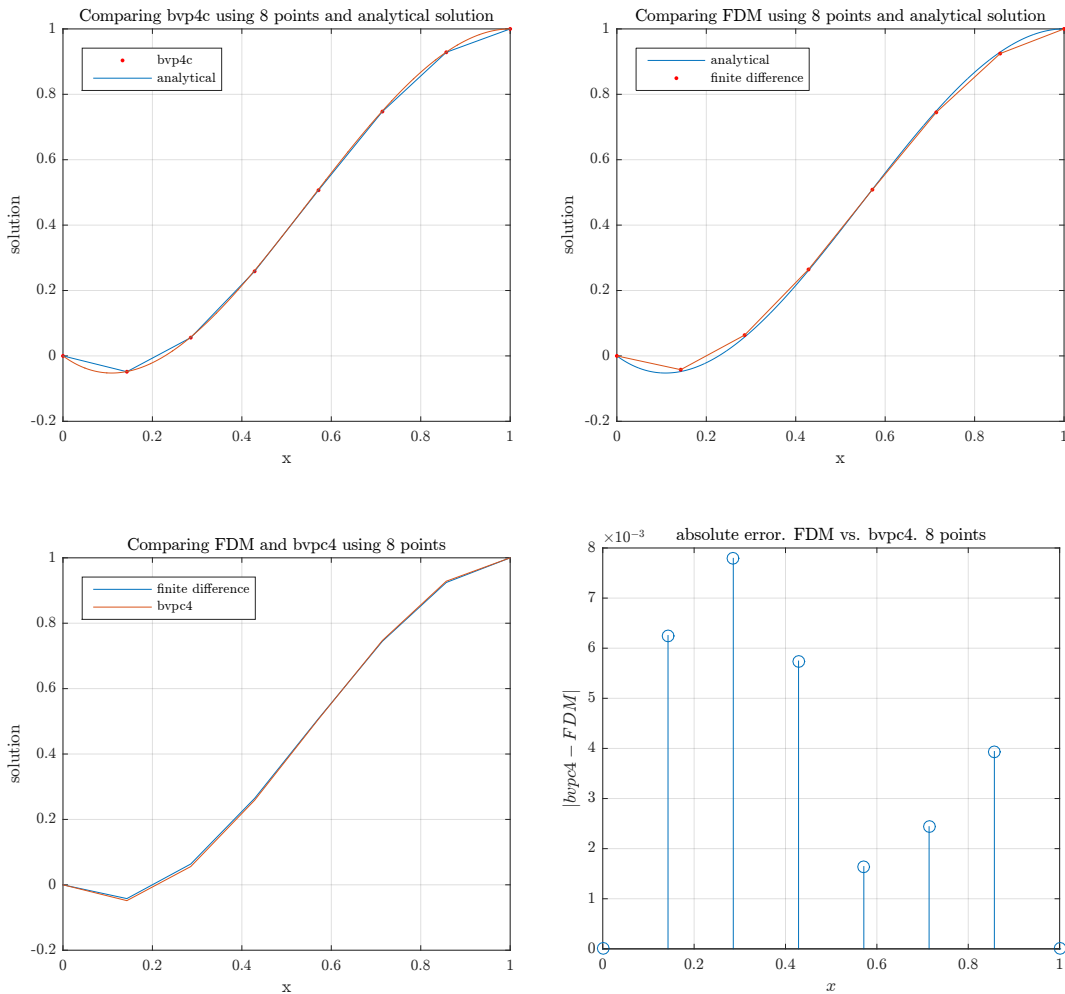 Comparing bvp4c using 8 points and analytical solution
1
0.8
0.6
0.4
0.2
0
-0.2
solution
bvp4c
analytical
0 0.2 0.4 0.6 0.8 1
x
Comparing FDM using 8 points and analytical solution
1
0.8
0.6
0.4
0.2
0
-0.2
solution
analytical
finite difference
0 0.2 0.4 0.6 0.8 1
x
Comparing FDM and bvpc4 using 8 points
1
0.8
0.6
0.4
0.2
0
-0.2
solution
finite difference
bvpc4
0 0.2 0.4 0.6 0.8 1
x
absolute error. FDM vs. bvpc4. 8 points
×10⁻³
8
7
6
5
4
3
2
1
0
|bvpc4 − FDM|
0 0.2 0.4 0.6 0.8 1
x